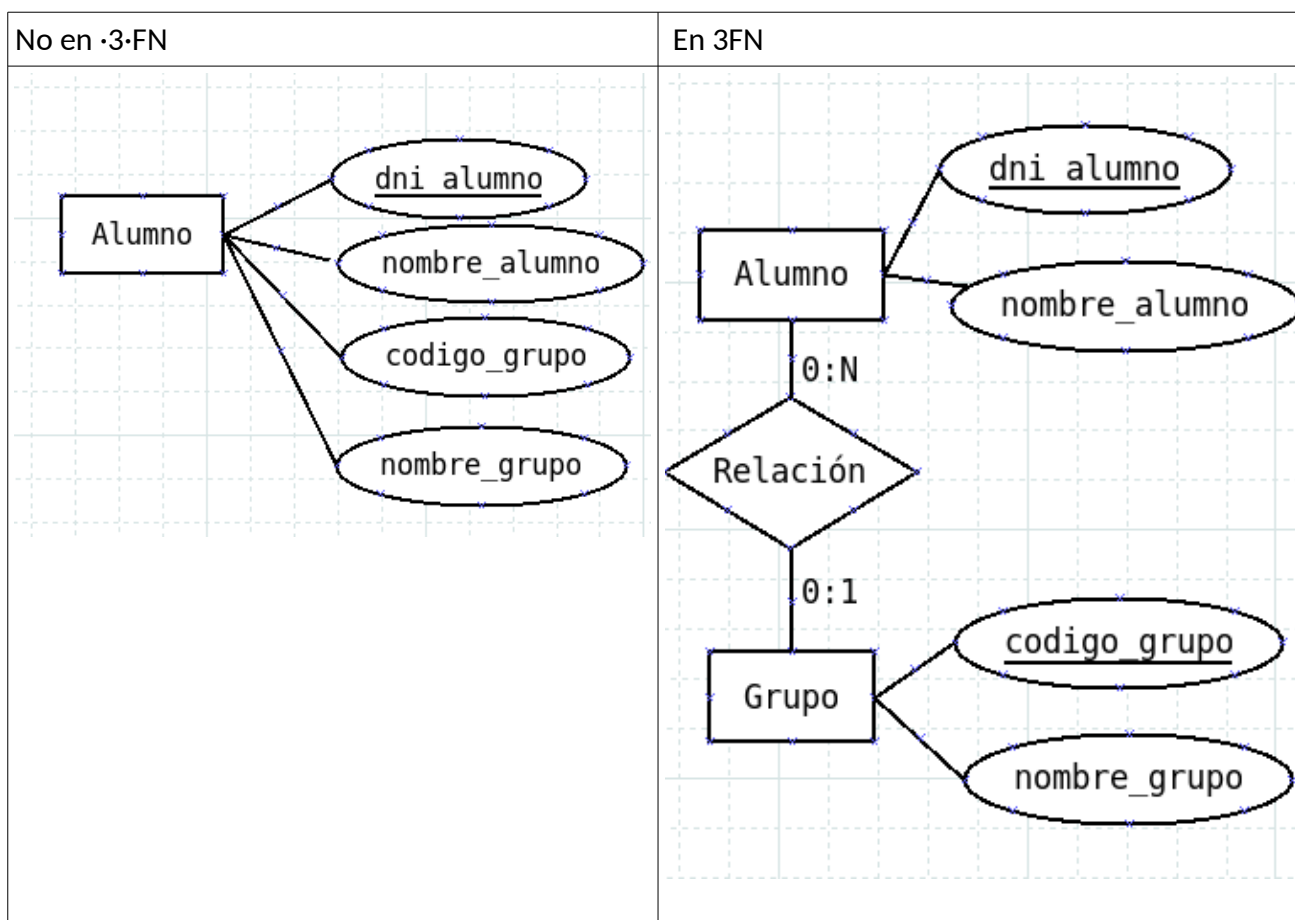 No en ·3·FN
dni_alumno
Alumno
nombre_alumno
codigo_grupo
nombre_grupo
En 3FN
dni_alumno
Alumno
nombre_alumno
0:N
Relación
0:1
codigo_grupo
Grupo
nombre_grupo